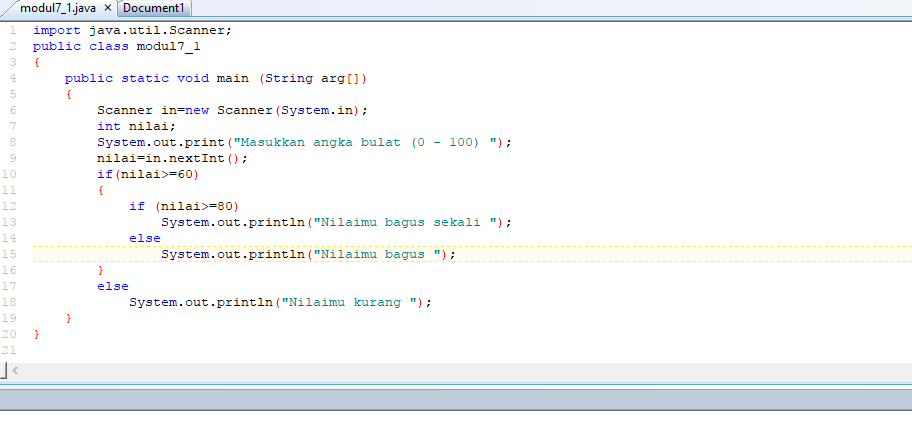 modul7_1.java × Document1
1 import java.util.Scanner;
2 public class modul7_1
3 {
4     public static void main (String arg[])
5     {
6         Scanner in=new Scanner(System.in);
7         int nilai;
8         System.out.print("Masukkan angka bulat (0 - 100) ");
9         nilai=in.nextInt();
10         if(nilai>=60)
11         {
12             if (nilai>=80)
13                 System.out.println("Nilaimu bagus sekali ");
14             else
15                 System.out.println("Nilaimu bagus ");
16         }
17         else
18             System.out.println("Nilaimu kurang ");
19     }
20 }
21